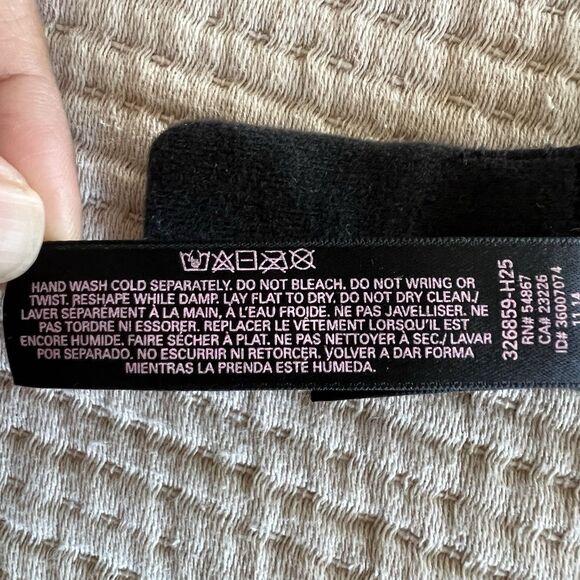 HAND WASH COLD SEPARATELY. DO NOT BLEACH. DO NOT WRING OR
TWIST. RESHAPE WHILE DAMP. LAY FLAT TO DRY. DO NOT DRY CLEAN./
LAVER SÉPARÉMENT À LA MAIN, À L'EAU FROIDE. NE PAS JAVELLISER. NE
PAS TORDRE NI ESSORER. REPLACER LE VÊTEMENT LORSQU'IL EST
ENCORE HUMIDE. FAIRE SÉCHER À PLAT. NE PAS NETTOYER À SEC./ LAVAR
POR SEPARADO. NO ESCURRIR NI RETORCER. VOLVER A DAR FORMA
MIENTRAS LA PRENDA ESTÉ HÚMEDA.
326859-H25
RN# 54867
CA# 23226
ID# 36007074